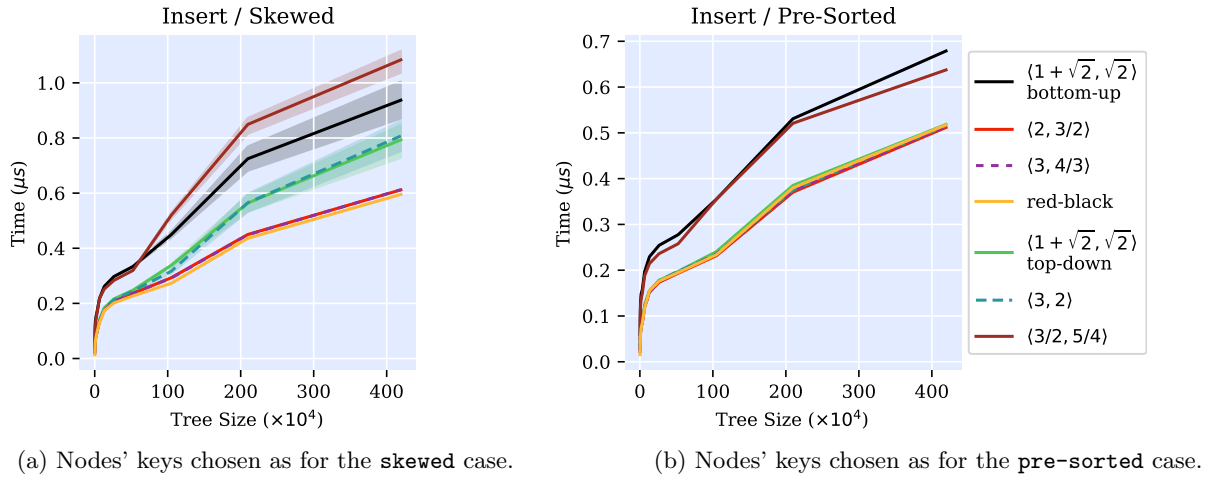 Insert / Skewed
1.0
0.8
0.6
0.4
0.2
0.0
Time (μs)
0 100 200 300 400
Tree Size (×10⁴)
(a) Nodes' keys chosen as for the skewed case.
Insert / Pre-Sorted
0.7
0.6
0.5
0.4
0.3
0.2
0.1
0.0
Time (μs)
0 100 200 300 400
Tree Size (×10⁴)
(b) Nodes' keys chosen as for the pre-sorted case.
⟨1 + √2, √2⟩
bottom-up
⟨2, 3/2⟩
⟨3, 4/3⟩
red-black
⟨1 + √2, √2⟩
top-down
⟨3, 2⟩
⟨3/2, 5/4⟩